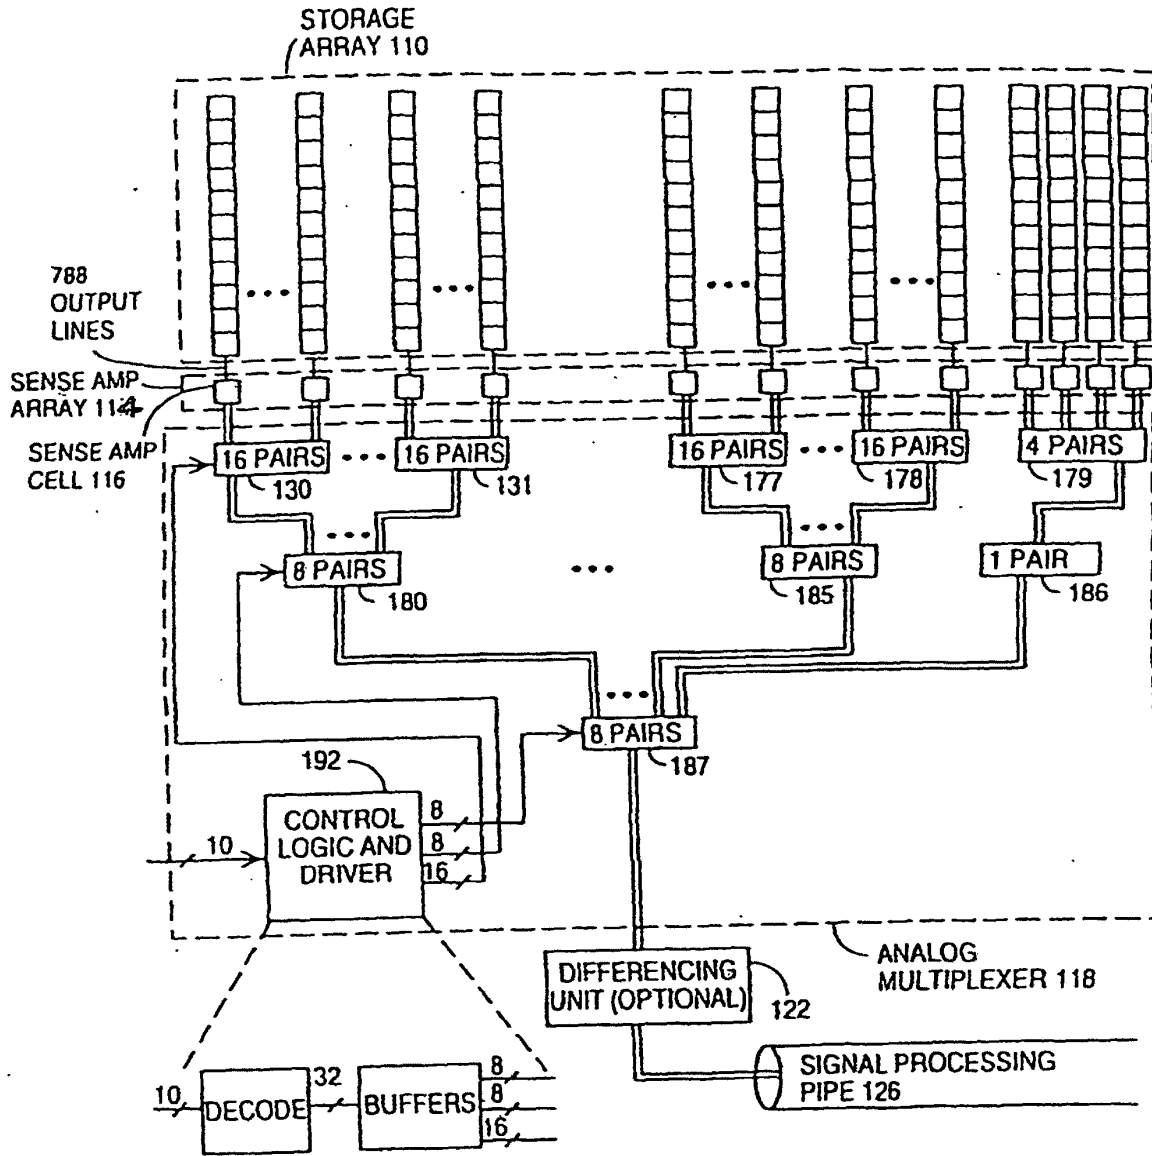 STORAGE
ARRAY 110
788
OUTPUT
LINES
SENSE AMP
ARRAY 114
SENSE AMP
CELL 116
16 PAIRS
130
16 PAIRS
131
16 PAIRS
177
16 PAIRS
178
4 PAIRS
179
8 PAIRS
180
8 PAIRS
185
1 PAIR
186
8 PAIRS
187
192
CONTROL
LOGIC AND
DRIVER
10
8
8
16
ANALOG
MULTIPLEXER 118
DIFFERENCING
UNIT (OPTIONAL)
122
SIGNAL PROCESSING
PIPE 126
10
DECODE
32
BUFFERS
8
8
16